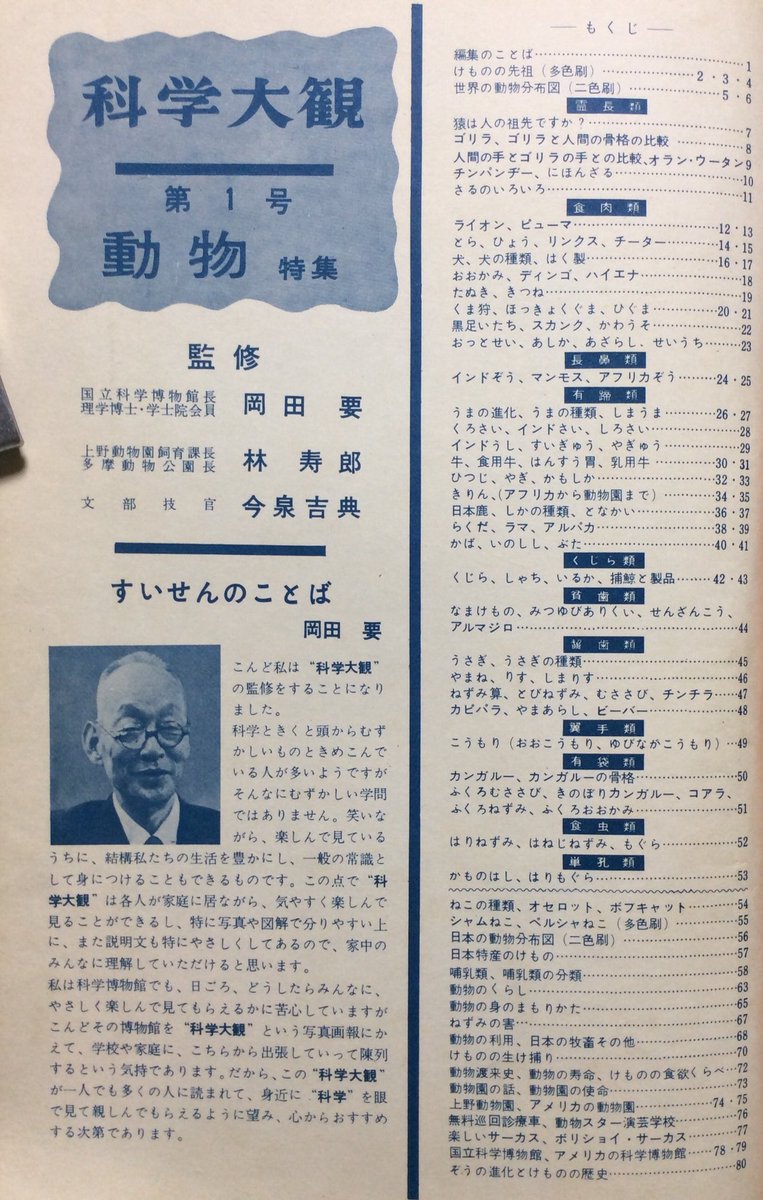 科学大観
第1号
動物 特集
監修
国立科学博物館長
理学博士・学士院会員 岡田 要
上野動物園飼育課長
多摩動物公園長 林 寿郎
文部技官 今泉吉典
すいせんのことば
岡田 要
こんど私は“科学大観”
の監修をすることになり
ました。
科学ときくと頭からむず
かしいものときめこんで
いる人が多いようですが
そんなにむずかしい学問
ではありません。笑いな
がら、楽しんで見ている
うちに、結構私たちの生活を豊かにし、一般の常識と
して身につけることもできるものです。この点で“科
学大観”は各人が家庭に居ながら、気やすく楽しんで
見ることができるし、特に写真や図解で分りやすい上
に、また説明文も特にやさしくしてあるので、家中の
みんなに理解していただけると思います。
私は科学博物館でも、日ごろ、どうしたらみんなに、
やさしく楽しんで見てもらえるかに苦心していますが
こんどその博物館を“科学大観”という写真画報にか
えて、学校や家庭に、こちらから出張していって陳列
するという気持であります。だから、この“科学大観”
が一人でも多くの人に読まれて、身近に“科学”を眼
で見て親しんでもらえるように望み、心からおすすめ
する次第であります。
―もくじ―
編集のことば……1
けものの先祖(多色刷)……2・3・4
世界の動物分布図(二色刷)……5・6
霊長類
猿は人の祖先ですか?……7
ゴリラ、ゴリラと人間の骨格の比較……8
人間の手とゴリラの手との比較、オラン・ウータン9
チンパンヂー、にほんざる……10
さるのいろいろ……11
食肉類
ライオン、ピューマ……12・13
とら、ひょう、リンクス、チーター……14・15
犬、犬の種類、はく製……16・17
おおかみ、ディンゴ、ハイエナ……18
たぬき、きつね……19
くま狩、ほっきょくぐま、ひぐま……20・21
黒足いたち、スカンク、かわうそ……22
おっとせい、あしか、あざらし、せいうち……23
長鼻類
インドぞう、マンモス、アフリカぞう……24・25
有蹄類
うまの進化、うまの種類、しまうま……26・27
くろさい、インドさい、しろさい……28
インドうし、すいぎゅう、やぎゅう……29
牛、食用牛、はんすう胃、乳用牛……30・31
ひつじ、やぎ、かもしか……32・33
きりん、(アフリカから動物園まで)……34・35
日本鹿、しかの種類、となかい……36・37
らくだ、ラマ、アルパカ……38・39
かば、いのしし、ぶた……40・41
くじら類
くじら、しゃち、いるか、捕鯨と製品……42・43
貧歯類
なまけもの、みつゆびありくい、せんざんこう、
アルマジロ……44
齧歯類
うさぎ、うさぎの種類……45
やまね、りす、しまりす……46
ねずみ算、とびねずみ、むささび、チンチラ……47
カピバラ、やまあらし、ビーバー……48
翼手類
こうもり(おおこうもり、ゆびながこうもり)……49
有袋類
カンガルー、カンガルーの骨格……50
ふくろむささび、きのぼりカンガルー、コアラ、
ふくろねずみ、ふくろおおかみ……51
食虫類
はりねずみ、はねじねずみ、もぐら……52
単孔類
かものはし、はりもぐら……53
ねこの種類、オセロット、ボブキャット……54
シャムねこ、ペルシャねこ(多色刷)……55
日本の動物分布図(二色刷)……56
日本特産のけもの……57
哺乳類、哺乳類の分類……58
動物のくらし……63
動物の身のまもりかた……65
ねずみの害……67
動物の利用、日本の牧畜その他……68
けものの生け捕り……70
動物渡来史、動物の寿命、けものの食欲くらべ……72
動物園の話、動物園の使命……73
上野動物園、アメリカの動物園……74・75
無料巡回診療車、動物スター演芸学校……76
楽しいサーカス、ボリショイ・サーカス……77
国立科学博物館、アメリカの科学博物館……78・79
ぞうの進化とけものの歴史……80